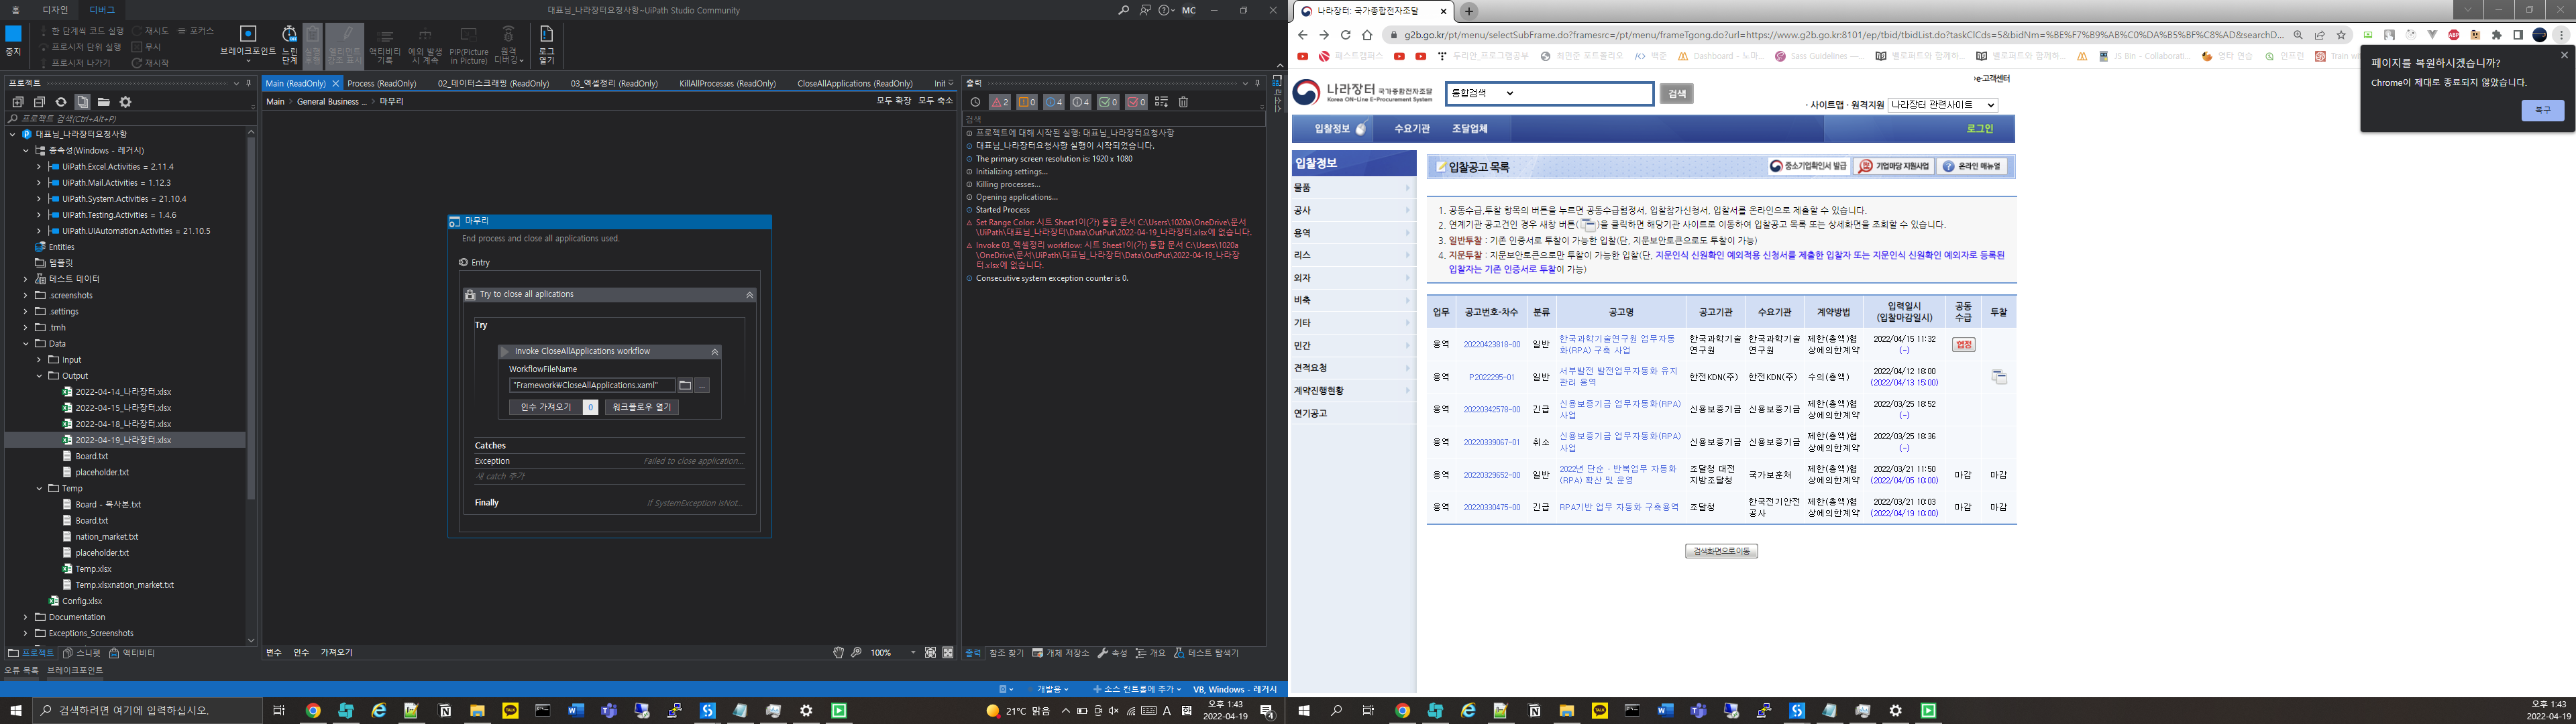 홈 디자인 디버그
대표님_나라장터요청사항~UiPath Studio Community
MC
중지
한 단계씩 코드 실행
프로시저 단위 실행
프로시저 나가기
재시도
무시
재시작
포커스
브레이크포인트
느린
단계
액티비티
기록
예외 발생
시 계속
PIP(Picture
in Picture)
원격
디버깅
로그
열기
프로젝트
프로젝트 검색(Ctrl+Alt+P)
대표님_나라장터요청사항
종속성(Windows - 레거시)
UiPath.Excel.Activities = 2.11.4
UiPath.Mail.Activities = 1.12.3
UiPath.System.Activities = 21.10.4
UiPath.Testing.Activities = 1.4.6
UiPath.UIAutomation.Activities = 21.10.5
Entities
템플릿
테스트 데이터
.screenshots
.settings
.tmh
Data
Input
Output
2022-04-14_나라장터.xlsx
2022-04-15_나라장터.xlsx
2022-04-18_나라장터.xlsx
2022-04-19_나라장터.xlsx
Board.txt
placeholder.txt
Temp
Board - 복사본.txt
Board.txt
nation_market.txt
placeholder.txt
Temp.xlsx
Temp.xlsxnation_market.txt
Config.xlsx
Documentation
Exceptions_Screenshots
프로젝트 스니펫 액티비티
오류 목록 브레이크포인트
Main (ReadOnly) Process (ReadOnly) 02_데이터스크래핑 (ReadOnly) 03_엑셀정리 (ReadOnly) KillAllProcesses (ReadOnly) CloseAllApplications (ReadOnly) Init
Main > General Business ... > 마무리
모두 확장 모두 축소
마무리
End process and close all applications used.
Entry
Try to close all aplications
Try
Invoke CloseAllApplications workflow
WorkflowFileName
"Framework₩CloseAllApplications.xaml"
...
인수 가져오기 0 워크플로우 열기
Catches
Exception Failed to close application...
새 catch 추가
Finally If SystemException IsNot...
변수 인수 가져오기
100%
출력
2 0 4 4 0 0
검색
프로젝트에 대해 시작된 실행: 대표님_나라장터요청사항
대표님_나라장터요청사항 실행이 시작되었습니다.
The primary screen resolution is: 1920 x 1080
Initializing settings...
Killing processes...
Opening applications...
Started Process
Set Range Color: 시트 Sheet1이(가) 통합 문서 C:\Users\1020a\OneDrive\문서
\UiPath\대표님_나라장터\Data\OutPut\2022-04-19_나라장터.xlsx에 없습니다.
Invoke 03_엑셀정리 workflow: 시트 Sheet1이(가) 통합 문서 C:\Users\1020a
\OneDrive\문서\UiPath\대표님_나라장터\Data\OutPut\2022-04-19_나라장
터.xlsx에 없습니다.
Consecutive system exception counter is 0.
출력 참조 찾기 개체 저장소 속성 개요 테스트 탐색기
개발용 소스 컨트롤에 추가 VB, Windows - 레거시
검색하려면 여기에 입력하십시오.
21°C 맑음
A
오후 1:43
2022-04-19
4
나라장터: 국가종합전자조달
g2b.go.kr/pt/menu/selectSubFrame.do?framesrc=/pt/menu/frameTgong.do?url=https://www.g2b.go.kr:8101/ep/tbid/tbidList.do?taskClCds=5&bidNm=%BE%F7%B9%AB%C0%DA%B5%BF%C8%AD&searchD...
패스트캠퍼스
두리안_프로그램공부
최민준 포트폴리오
백준
Sass Guidelines —...
벨로퍼트와 함께하...
벨로퍼트와 함께하...
JS Bin - Collaborati...
영타 연습
인프런
페이지를 복원하시겠습니까?
Chrome이 제대로 종료되지 않았습니다.
복구
나라장터 국가종합전자조달
Korea ON-Line E-Procurement System
통합검색
검색
e-고객센터
· 사이트맵 · 원격지원 나라장터 관련사이트
입찰정보 수요기관 조달업체 로그인
입찰정보
물품
공사
용역
리스
외자
비축
기타
민간
견적요청
계약진행현황
연기공고
입찰공고 목록
중소기업확인서 발급 기업마당 지원사업 온라인 매뉴얼
1. 공동수급,투찰 항목의 버튼을 누르면 공동수급협정서, 입찰참가신청서, 입찰서를 온라인으로 제출할 수 있습니다.
2. 연계기관 공고건인 경우 새창 버튼( )을 클릭하면 해당기관 사이트로 이동하여 입찰공고 목록 또는 상세화면을 조회할 수 있습니다.
3. 일반투찰 : 기존 인증서로 투찰이 가능한 입찰(단, 지문보안토큰으로도 투찰이 가능)
4. 지문투찰 : 지문보안토큰으로만 투찰이 가능한 입찰(단, 지문인식 신원확인 예외적용 신청서를 제출한 입찰자 또는 지문인식 신원확인 예외자로 등록된
입찰자는 기존 인증서로 투찰이 가능)
업무 공고번호-차수 분류 공고명 공고기관 수요기관 계약방법 입력일시 (입찰마감일시) 공동수급 투찰
용역 20220423818-00 일반 한국과학기술연구원 업무자동화(RPA) 구축 사업 한국과학기술연구원 한국과학기술연구원 제한(총액)협상에의한계약 2022/04/15 11:32 (-) 협정
용역 P2022295-01 일반 서부발전 발전업무자동화 유지관리 용역 한전KDN(주) 한전KDN(주) 수의(총액) 2022/04/12 18:00 (2022/04/13 15:00)
용역 20220342578-00 긴급 신용보증기금 업무자동화(RPA) 사업 신용보증기금 신용보증기금 제한(총액)협상에의한계약 2022/03/25 18:52 (-)
용역 20220339067-01 취소 신용보증기금 업무자동화(RPA) 사업 신용보증기금 신용보증기금 제한(총액)협상에의한계약 2022/03/25 18:36 (-)
용역 20220329652-00 일반 2022년 단순·반복업무 자동화(RPA) 확산 및 운영 조달청 대전지방조달청 국가보훈처 제한(총액)협상에의한계약 2022/03/21 11:50 (2022/04/05 10:00) 마감 마감
용역 20220330475-00 긴급 RPA기반 업무 자동화 구축용역 조달청 한국전기안전공사 제한(총액)협상에의한계약 2022/03/21 10:03 (2022/04/19 10:00) 마감 마감
검색화면으로이동
오후 1:43
2022-04-19